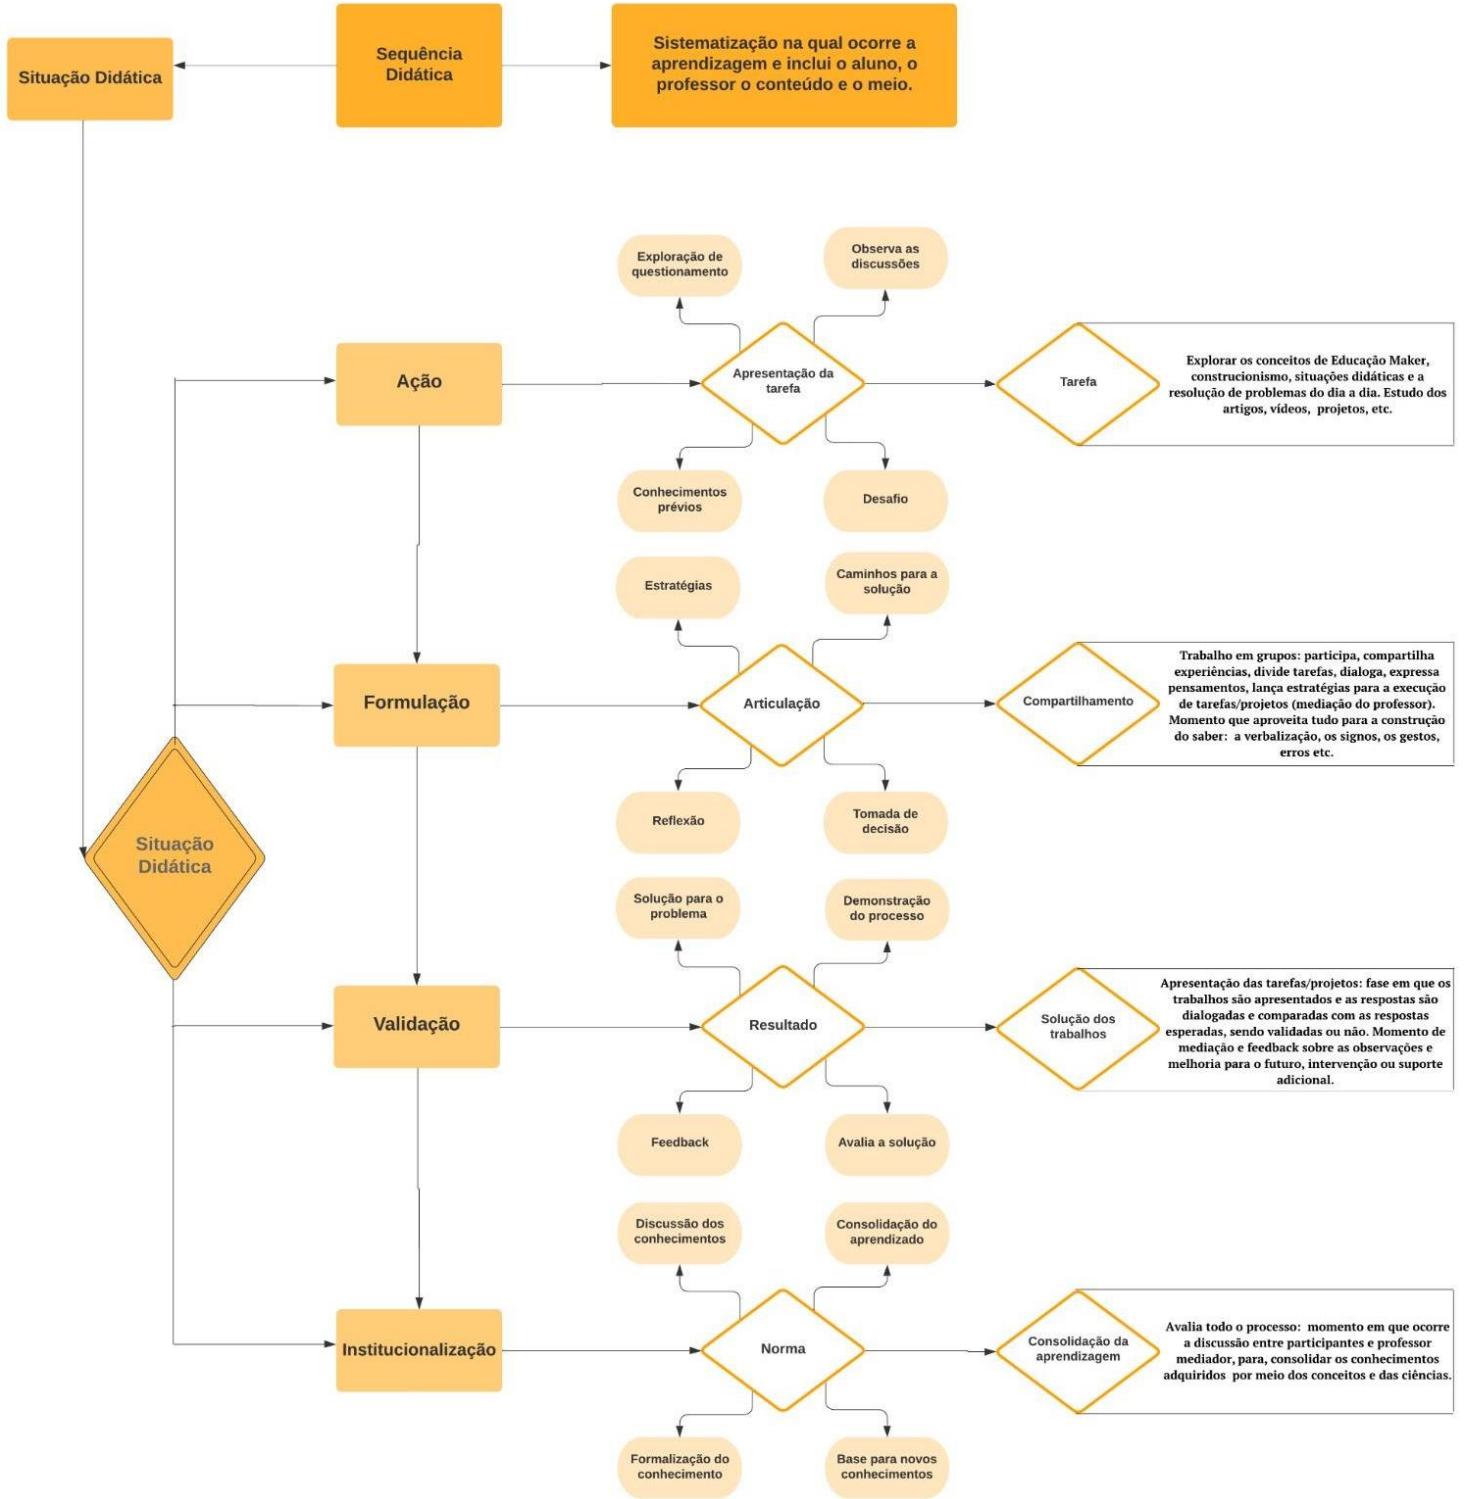 Situação Didática
Sequência
Didática
Sistematização na qual ocorre a
aprendizagem e inclui o aluno, o
professor o conteúdo e o meio.
Exploração de
questionamento
Observa as
discussões
Ação
Apresentação da
tarefa
Tarefa
Explorar os conceitos de Educação Maker,
construcionismo, situações didáticas e a
resolução de problemas do dia a dia. Estudo dos
artigos, vídeos, projetos, etc.
Conhecimentos
prévios
Desafio
Estratégias
Caminhos para a
solução
Formulação
Articulação
Compartilhamento
Trabalho em grupos: participa, compartilha
experiências, divide tarefas, dialoga, expressa
pensamentos, lança estratégias para a execução
de tarefas/projetos (mediação do professor).
Momento que aproveita tudo para a construção
do saber: a verbalização, os signos, os gestos,
erros etc.
Reflexão
Tomada de
decisão
Situação
Didática
Solução para o
problema
Demonstração
do processo
Validação
Resultado
Solução dos
trabalhos
Apresentação das tarefas/projetos: fase em que os
trabalhos são apresentados e as respostas são
dialogadas e comparadas com as respostas
esperadas, sendo validadas ou não. Momento de
mediação e feedback sobre as observações e
melhoria para o futuro, intervenção ou suporte
adicional.
Feedback
Avalia a solução
Discussão dos
conhecimentos
Consolidação do
aprendizado
Institucionalização
Norma
Consolidação da
aprendizagem
Avalia todo o processo: momento em que ocorre
a discussão entre participantes e professor
mediador, para, consolidar os conhecimentos
adquiridos por meio dos conceitos e das ciências.
Formalização do
conhecimento
Base para novos
conhecimentos